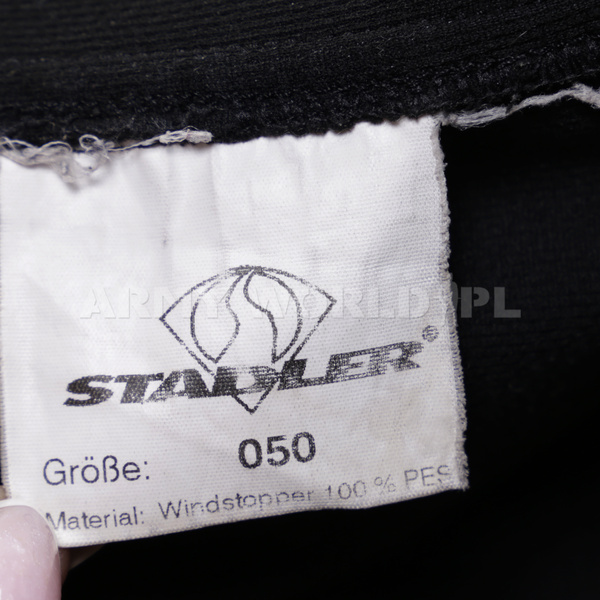 ARMYWORLD.PL
STADLER®
Größe: 050
Material: Windstopper 100 % PES